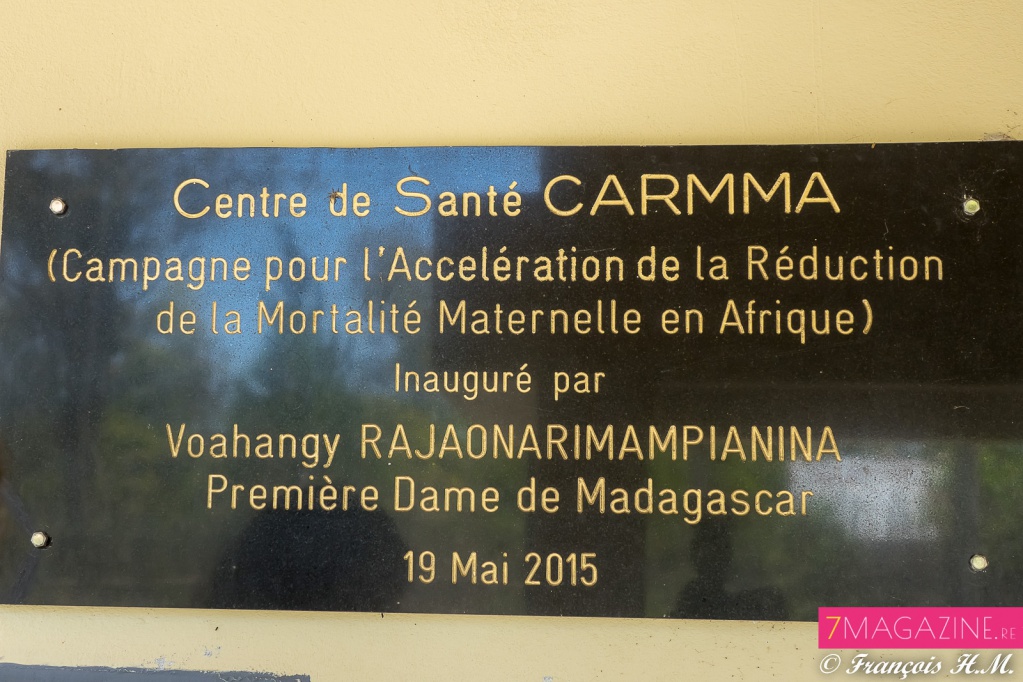 Centre de Santé CARMMA
(Campagne pour l'Accelération de la Réduction
de la Mortalité Maternelle en Afrique)
Inauguré par
Voahangy RAJAONARIMAMPIANINA
Première Dame de Madagascar
19 Mai 2015
7MAGAZINE.RE
© François H.M.